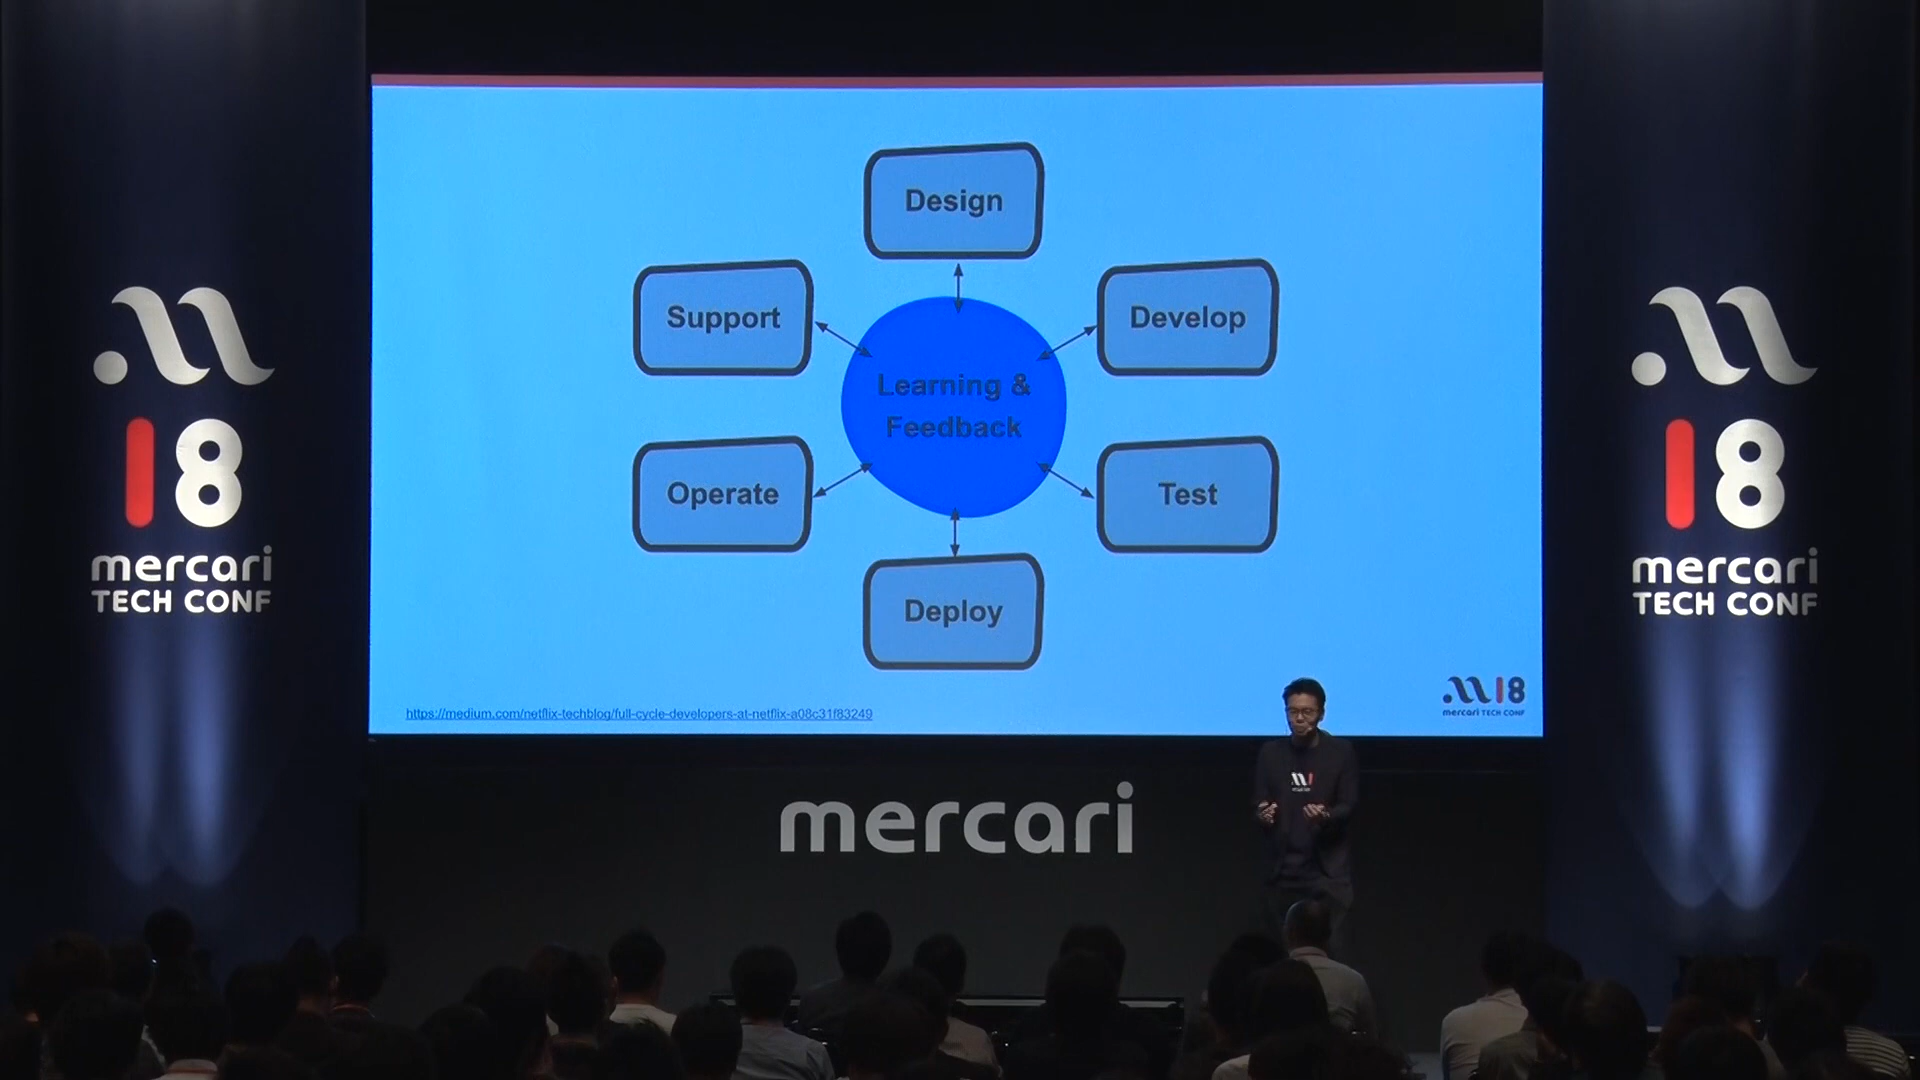 Design
Support
Develop
Learning &
Feedback
Operate
Test
Deploy
https://medium.com/netflix-techblog/full-cycle-developers-at-netflix-a08c31f83249
18
mercari TECH CONF
18
mercari
TECH CONF
18
mercari
TECH CONF
mercari